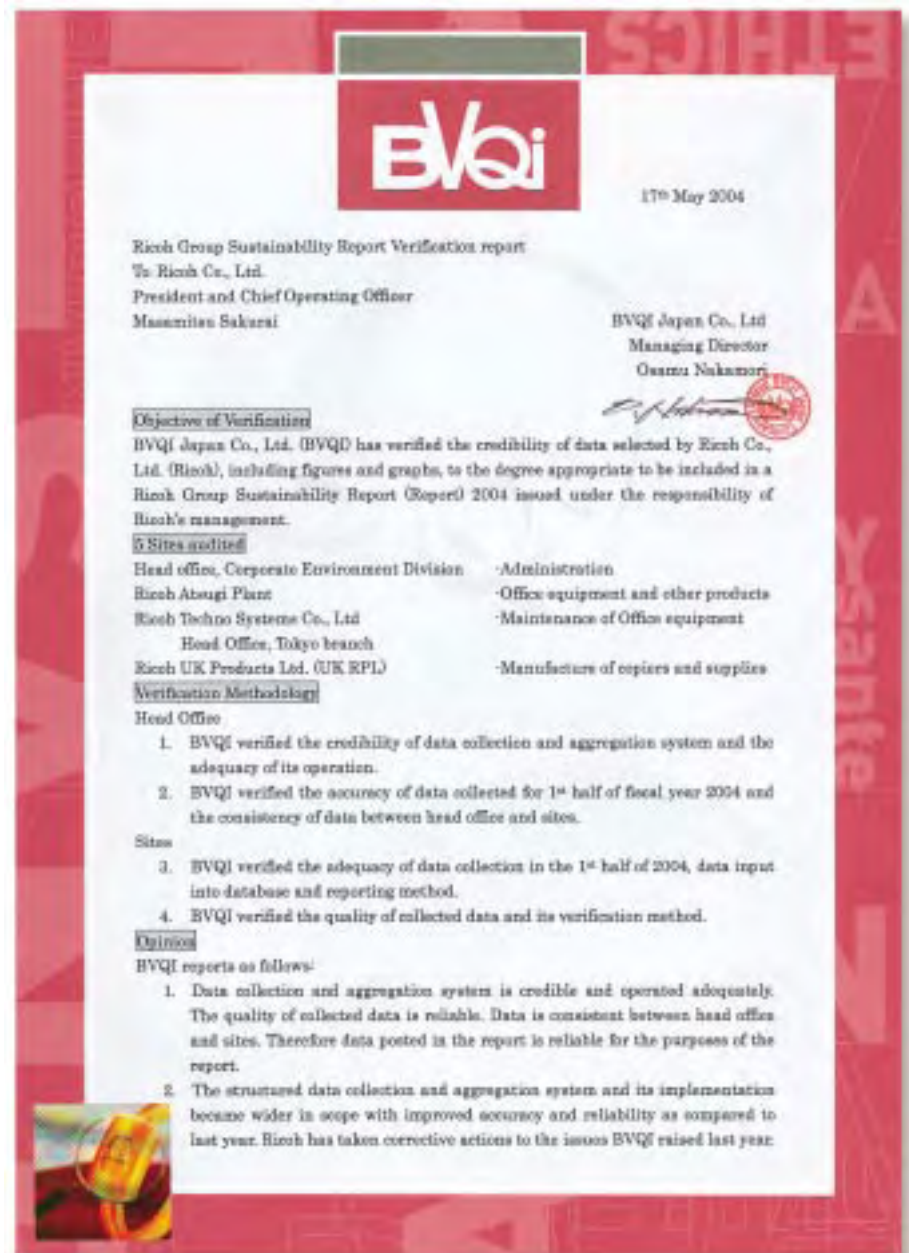 ETHICS
BVQi
17th May 2004
Ricoh Group Sustainability Report Verification report
To: Ricoh Co., Ltd.
President and Chief Operating Officer
Masamitsu Sakurai
BVQI Japan Co., Ltd
Managing Director
Osamu Nakamori
Objective of Verification
BVQI Japan Co., Ltd. (BVQI) has verified the credibility of data selected by Ricoh Co.,
Ltd. (Ricoh), including figures and graphs, to the degree appropriate to be included in a
Ricoh Group Sustainability Report (Report) 2004 issued under the responsibility of
Ricoh's management.
5 Sites audited
Head office, Corporate Environment Division -Administration
Ricoh Atsugi Plant -Office equipment and other products
Ricoh Techno Systems Co., Ltd -Maintenance of Office equipment
Head Office, Tokyo branch
Ricoh UK Products Ltd. (UK RPL) -Manufacture of copiers and supplies
Verification Methodology
Head Office
1. BVQI verified the credibility of data collection and aggregation system and the
adequacy of its operation.
2. BVQI verified the accuracy of data collected for 1st half of fiscal year 2004 and
the consistency of data between head office and sites.
Sites
3. BVQI verified the adequacy of data collection in the 1st half of 2004, data input
into database and reporting method.
4. BVQI verified the quality of collected data and its verification method.
Opinion
BVQI reports as follows:
1. Data collection and aggregation system is credible and operated adequately.
The quality of collected data is reliable. Data is consistent between head office
and sites. Therefore data posted in the report is reliable for the purposes of the
report.
2. The structured data collection and aggregation system and its implementation
became wider in scope with improved accuracy and reliability as compared to
last year. Ricoh has taken corrective actions to the issues BVQI raised last year.